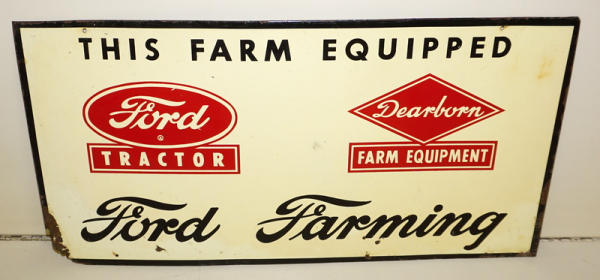 THIS FARM EQUIPPED
Ford Dearborn
TRACTOR FARM EQUIPMENT
Ford Farming